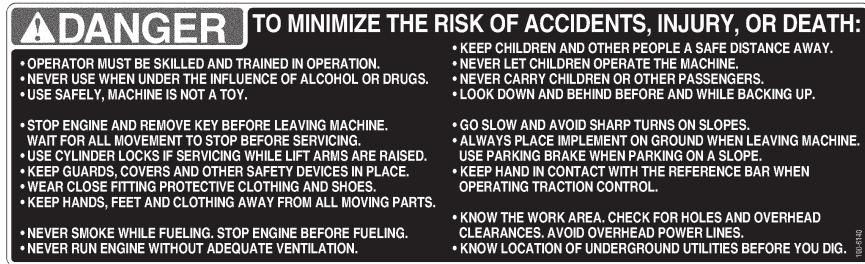 DANGER TO MINIMIZE THE RISK OF ACCIDENTS, INJURY, OR DEATH:
• OPERATOR MUST BE SKILLED AND TRAINED IN OPERATION.
• NEVER USE WHEN UNDER THE INFLUENCE OF ALCOHOL OR DRUGS.
• USE SAFELY, MACHINE IS NOT A TOY.
• STOP ENGINE AND REMOVE KEY BEFORE LEAVING MACHINE.
WAIT FOR ALL MOVEMENT TO STOP BEFORE SERVICING.
• USE CYLINDER LOCKS IF SERVICING WHILE LIFT ARMS ARE RAISED.
• KEEP GUARDS, COVERS AND OTHER SAFETY DEVICES IN PLACE.
• WEAR CLOSE FITTING PROTECTIVE CLOTHING AND SHOES.
• KEEP HANDS, FEET AND CLOTHING AWAY FROM ALL MOVING PARTS.
• NEVER SMOKE WHILE FUELING. STOP ENGINE BEFORE FUELING.
• NEVER RUN ENGINE WITHOUT ADEQUATE VENTILATION.
• KEEP CHILDREN AND OTHER PEOPLE A SAFE DISTANCE AWAY.
• NEVER LET CHILDREN OPERATE THE MACHINE.
• NEVER CARRY CHILDREN OR OTHER PASSENGERS.
• LOOK DOWN AND BEHIND BEFORE AND WHILE BACKING UP.
• GO SLOW AND AVOID SHARP TURNS ON SLOPES.
• ALWAYS PLACE IMPLEMENT ON GROUND WHEN LEAVING MACHINE.
USE PARKING BRAKE WHEN PARKING ON A SLOPE.
• KEEP HAND IN CONTACT WITH THE REFERENCE BAR WHEN
OPERATING TRACTION CONTROL.
• KNOW THE WORK AREA. CHECK FOR HOLES AND OVERHEAD
CLEARANCES. AVOID OVERHEAD POWER LINES.
• KNOW LOCATION OF UNDERGROUND UTILITIES BEFORE YOU DIG.
100-6140